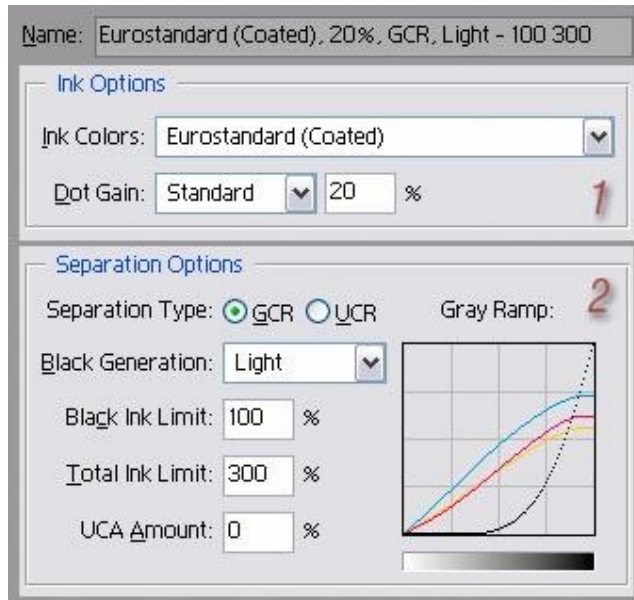 Name: Eurostandard (Coated), 20%, GCR, Light - 100 300
Ink Options
Ink Colors: Eurostandard (Coated)
Dot Gain: Standard 20 %
1
Separation Options
2
Separation Type: GCR UCR Gray Ramp:
Black Generation: Light
Black Ink Limit: 100 %
Total Ink Limit: 300 %
UCA Amount: 0 %